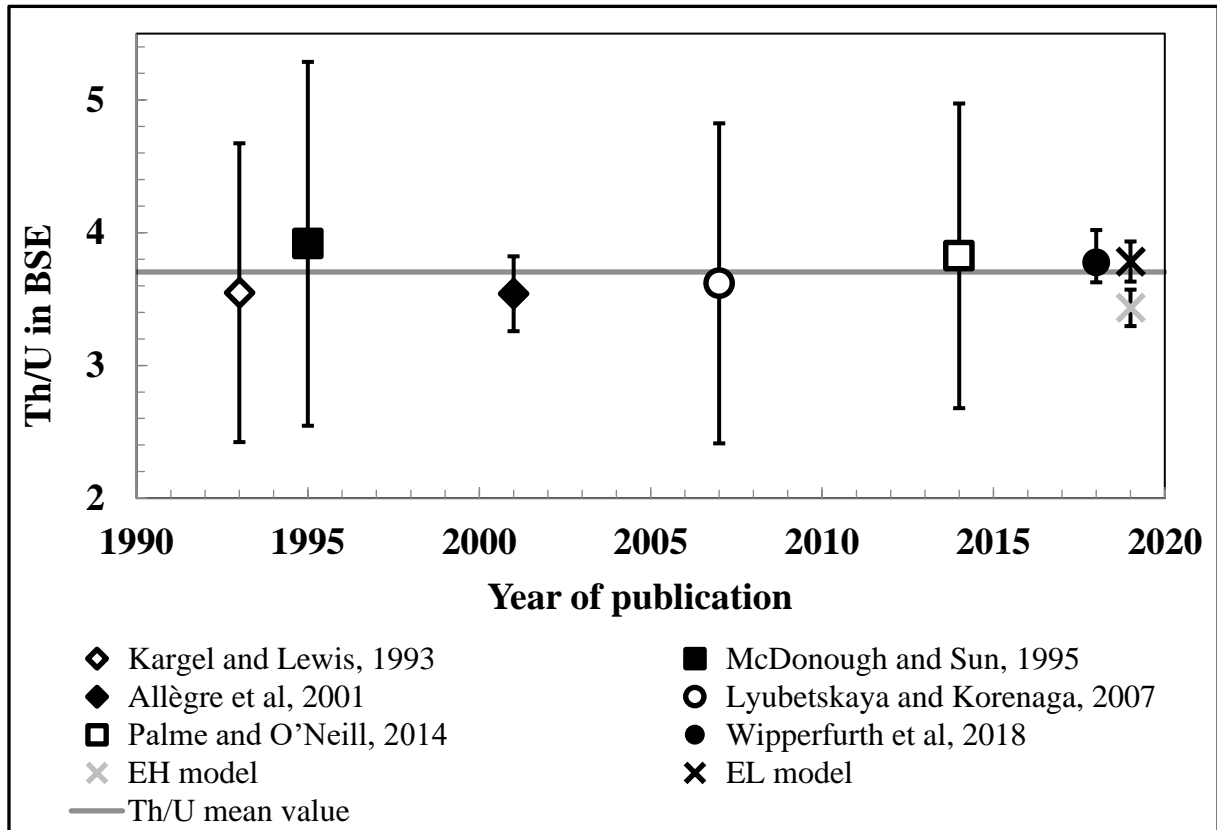 5
4
3
2
Th/U in BSE
1990 1995 2000 2005 2010 2015 2020
Year of publication
Kargel and Lewis, 1993
McDonough and Sun, 1995
Allègre et al, 2001
Lyubetskaya and Korenaga, 2007
Palme and O’Neill, 2014
Wipperfurth et al, 2018
EH model
EL model
Th/U mean value